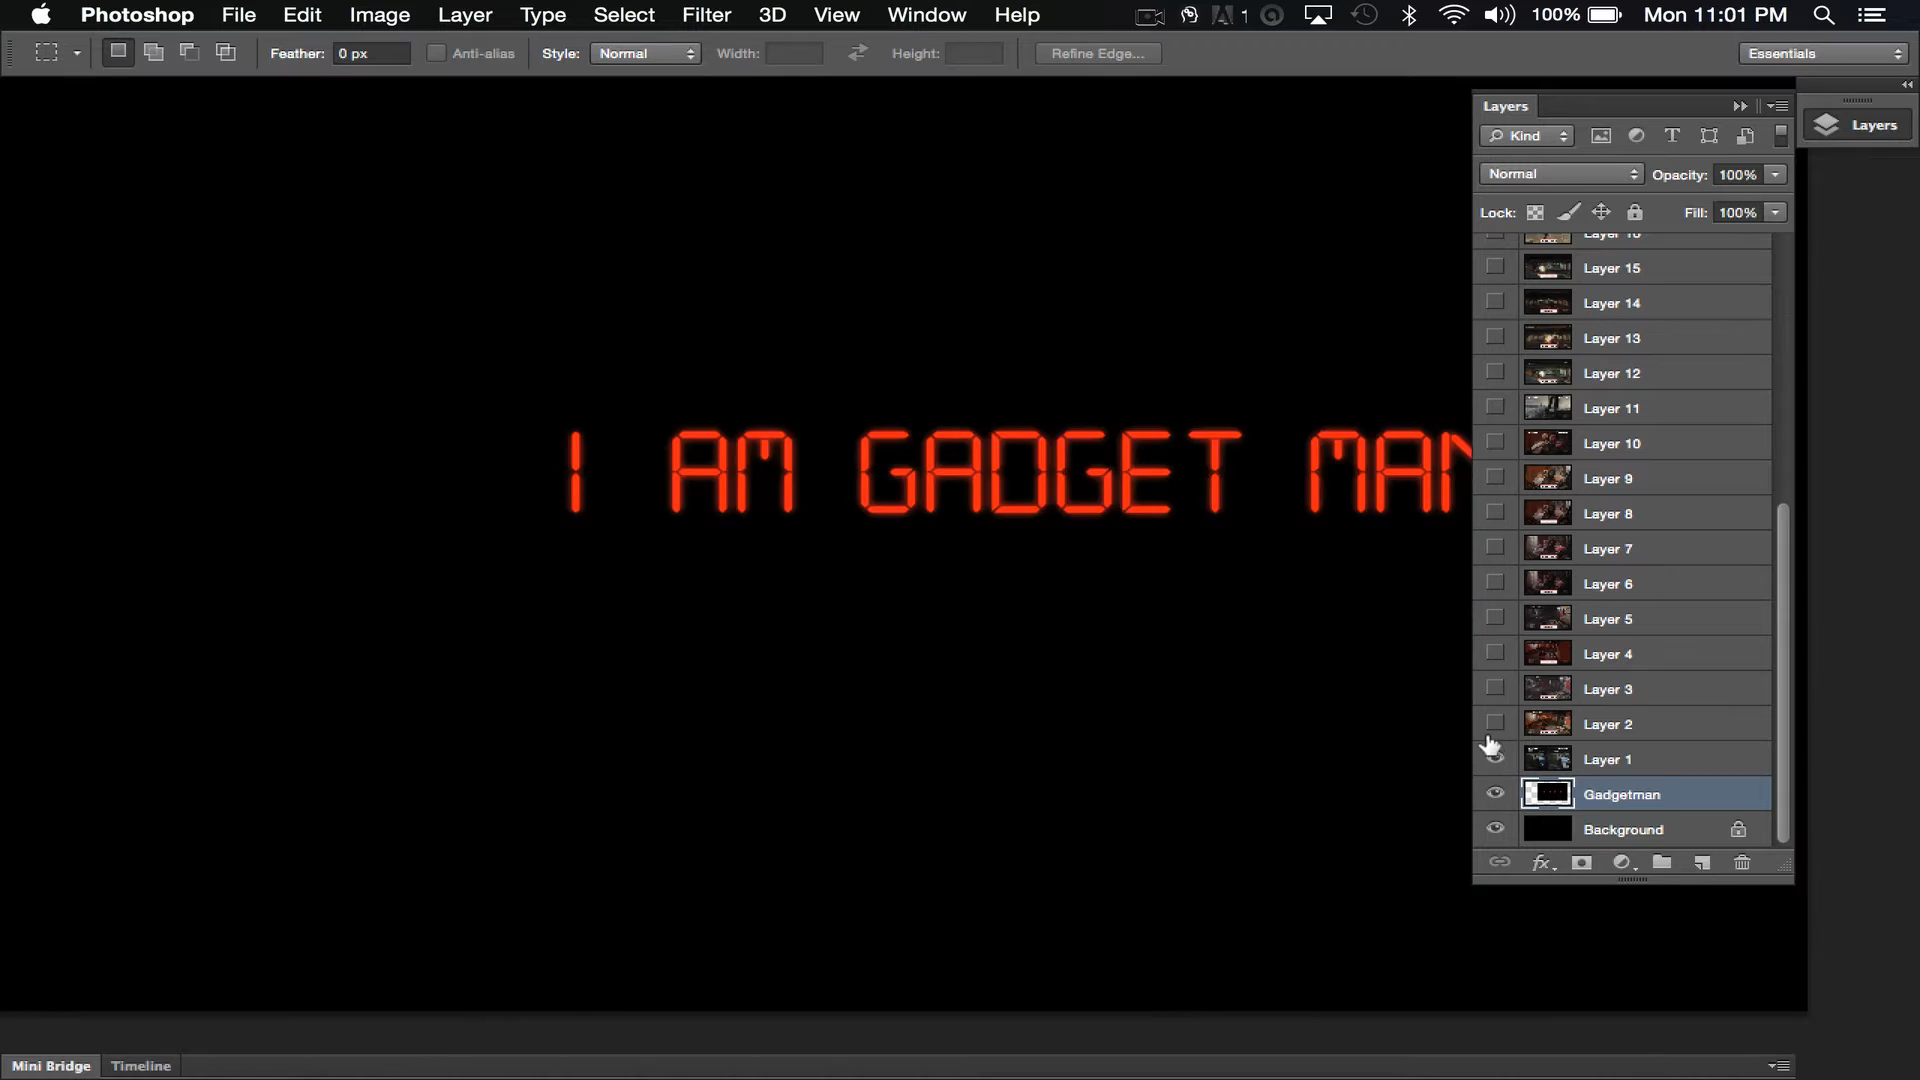 Photoshop File Edit Image Layer Type Select Filter 3D View Window Help 1 100% Mon 11:01 PM
Feather: 0 px Anti-alias Style: Normal Width: Height: Refine Edge... Essentials
Layers
Layers
Kind
Normal Opacity: 100%
Lock: Fill: 100%
Layer 15
Layer 14
Layer 13
Layer 12
Layer 11
Layer 10
Layer 9
Layer 8
Layer 7
Layer 6
Layer 5
Layer 4
Layer 3
Layer 2
Layer 1
Gadgetman
Background
fx
I AM GADGET MAN
Mini Bridge Timeline